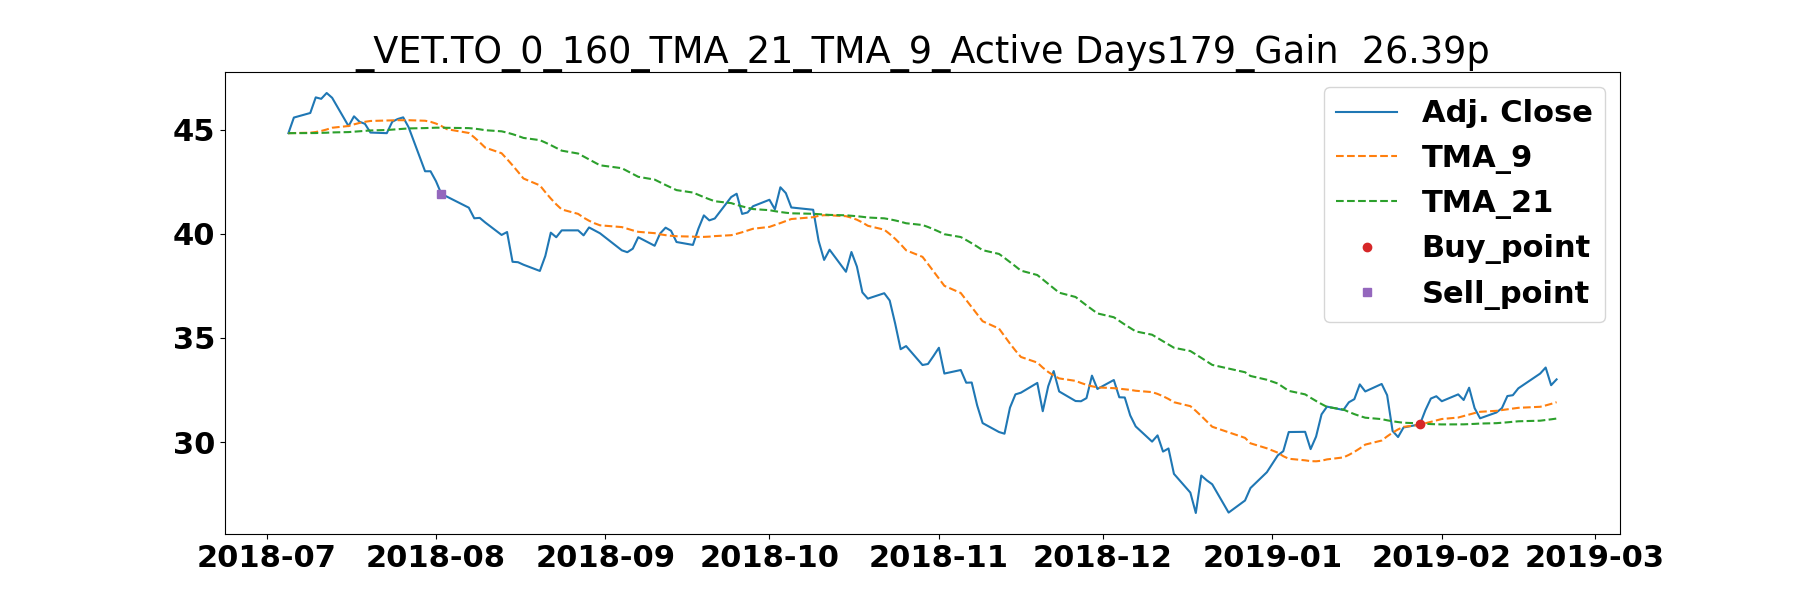 _VET.TO_0_160_TMA_21_TMA_9_Active Days179_Gain  26.39p
45
40
35
30
Adj. Close
TMA_9
TMA_21
Buy_point
Sell_point
2018-07 2018-08 2018-09 2018-10 2018-11 2018-12 2019-01 2019-02 2019-03